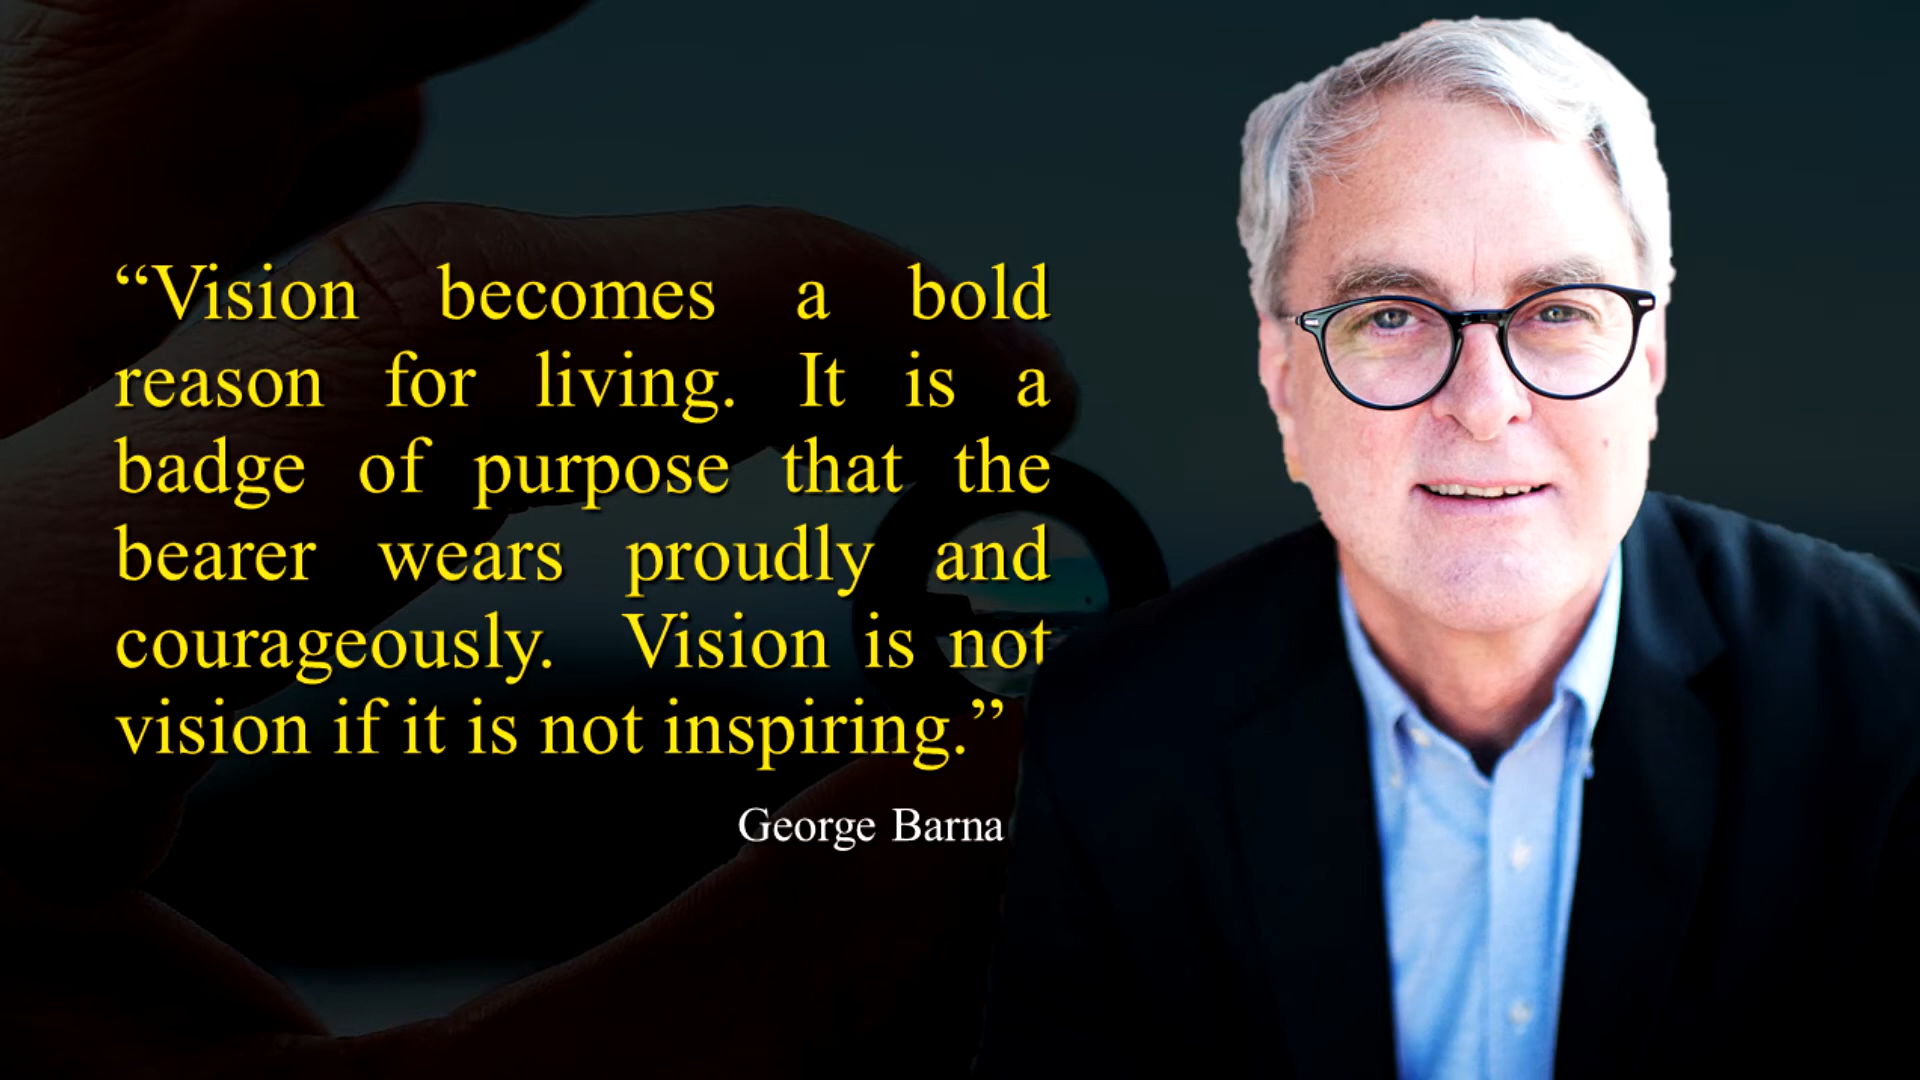 “Vision becomes a bold
reason for living. It is a
badge of purpose that the
bearer wears proudly and
courageously.  Vision is not
vision if it is not inspiring.”
George Barna